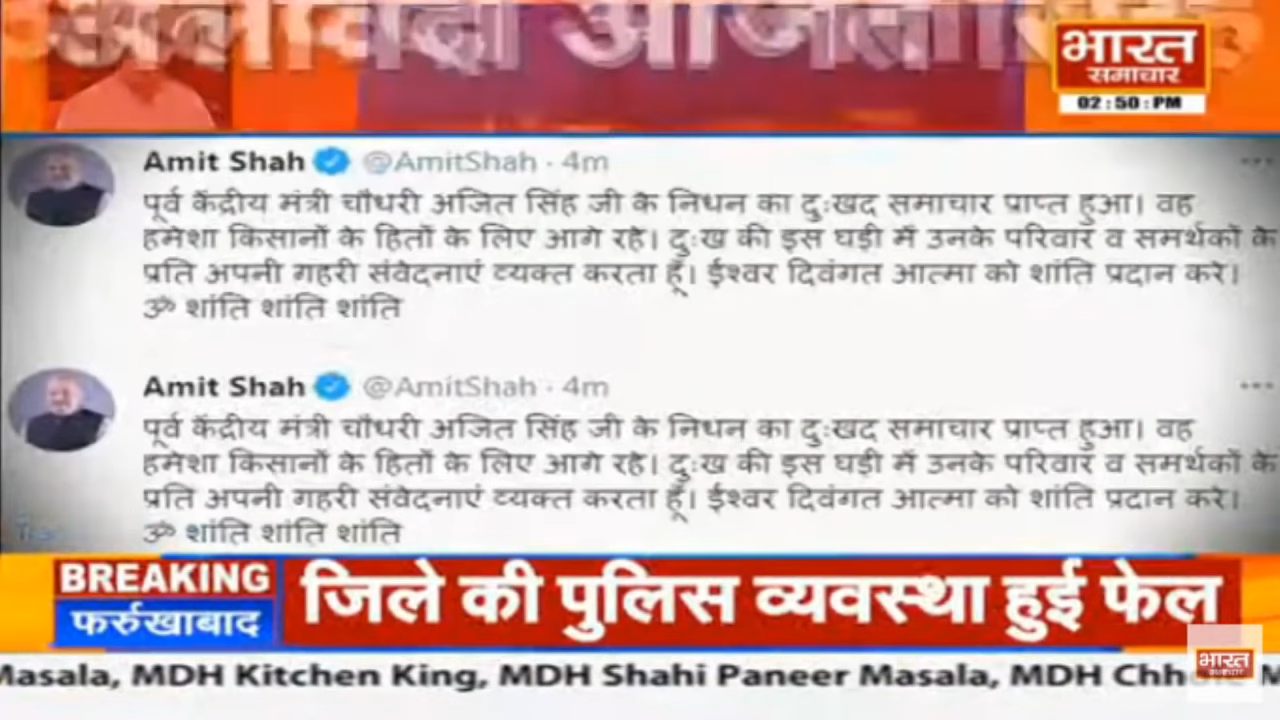 अलविदा अजित सिंह
भारत
समाचार
02:50:PM
Amit Shah @AmitShah · 4m
पूर्व केंद्रीय मंत्री चौधरी अजित सिंह जी के निधन का दुःखद समाचार प्राप्त हुआ। वह
हमेशा किसानों के हितों के लिए आगे रहे। दुःख की इस घड़ी में उनके परिवार व समर्थकों के
प्रति अपनी गहरी संवेदनाएं व्यक्त करता हूँ। ईश्वर दिवंगत आत्मा को शांति प्रदान करे।
ॐ शांति शांति शांति
Amit Shah @AmitShah · 4m
पूर्व केंद्रीय मंत्री चौधरी अजित सिंह जी के निधन का दुःखद समाचार प्राप्त हुआ। वह
हमेशा किसानों के हितों के लिए आगे रहे। दुःख की इस घड़ी में उनके परिवार व समर्थकों के
प्रति अपनी गहरी संवेदनाएं व्यक्त करता हूँ। ईश्वर दिवंगत आत्मा को शांति प्रदान करे।
ॐ शांति शांति शांति
BREAKING
फर्रुखाबाद
जिले की पुलिस व्यवस्था हुई फेल
भारत
समाचार
Masala, MDH Kitchen King, MDH Shahi Paneer Masala, MDH